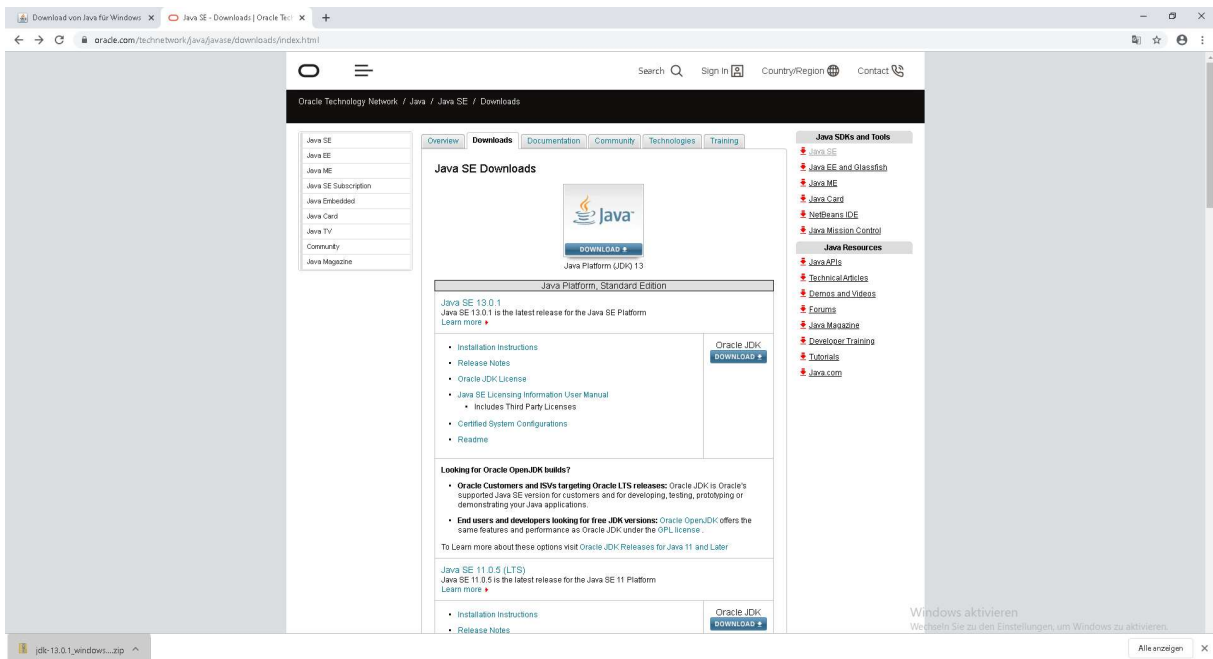 Download von Java für Windows
Java SE - Downloads | Oracle Tec
oracle.com/technetwork/java/javase/downloads/index.html
Search
Sign In
Country/Region
Contact
Oracle Technology Network / Java / Java SE / Downloads
Java SE
Java EE
Java ME
Java SE Subscription
Java Embedded
Java Card
Java TV
Community
Java Magazine
Overview
Downloads
Documentation
Community
Technologies
Training
Java SE Downloads
Java™
DOWNLOAD
Java Platform (JDK) 13
Java Platform, Standard Edition
Java SE 13.0.1
Java SE 13.0.1 is the latest release for the Java SE Platform
Learn more
• Installation Instructions
• Release Notes
• Oracle JDK License
• Java SE Licensing Information User Manual
• Includes Third Party Licenses
• Certified System Configurations
• Readme
Oracle JDK
DOWNLOAD
Looking for Oracle OpenJDK builds?
• Oracle Customers and ISVs targeting Oracle LTS releases: Oracle JDK is Oracle's
supported Java SE version for customers and for developing, testing, prototyping or
demonstrating your Java applications.
• End users and developers looking for free JDK versions: Oracle OpenJDK offers the
same features and performance as Oracle JDK under the GPL license .
To Learn more about these options visit Oracle JDK Releases for Java 11 and Later
Java SE 11.0.5 (LTS)
Java SE 11.0.5 is the latest release for the Java SE 11 Platform
Learn more
• Installation Instructions
• Release Notes
Oracle JDK
DOWNLOAD
Java SDKs and Tools
Java SE
Java EE and Glassfish
Java ME
Java Card
NetBeans IDE
Java Mission Control
Java Resources
Java APIs
Technical Articles
Demos and Videos
Forums
Java Magazine
Developer Training
Tutorials
Java.com
Windows aktivieren
Wechseln Sie zu den Einstellungen, um Windows zu aktivieren.
jdk-13.0.1_windows....zip
Alle anzeigen